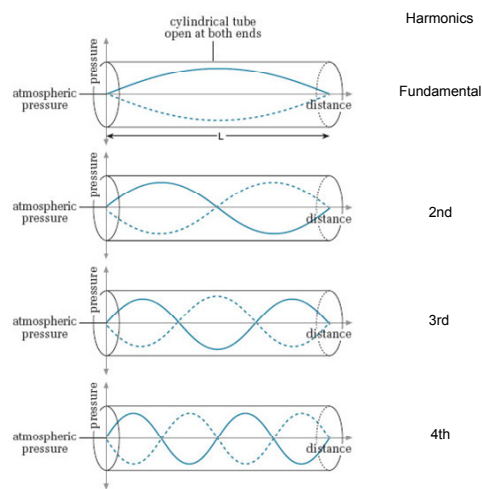 Harmonics
cylindrical tube
open at both ends
pressure
atmospheric
pressure
distance
L
Fundamental
pressure
atmospheric
pressure
distance
2nd
pressure
atmospheric
pressure
distance
3rd
pressure
atmospheric
pressure
distance
4th